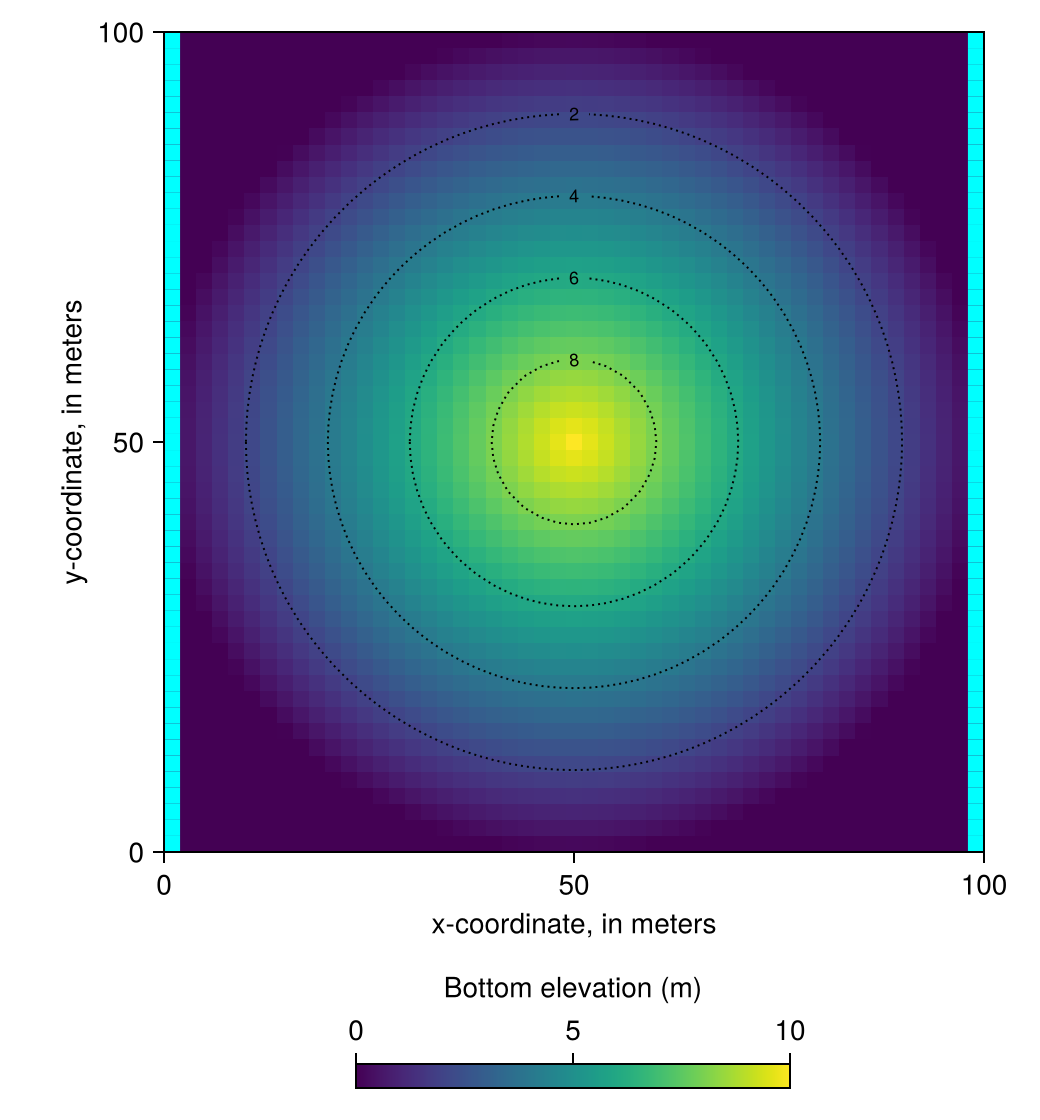 100
2
4
6
8
50
0
0 50 100
y-coordinate, in meters
x-coordinate, in meters
Bottom elevation (m)
0 5 10